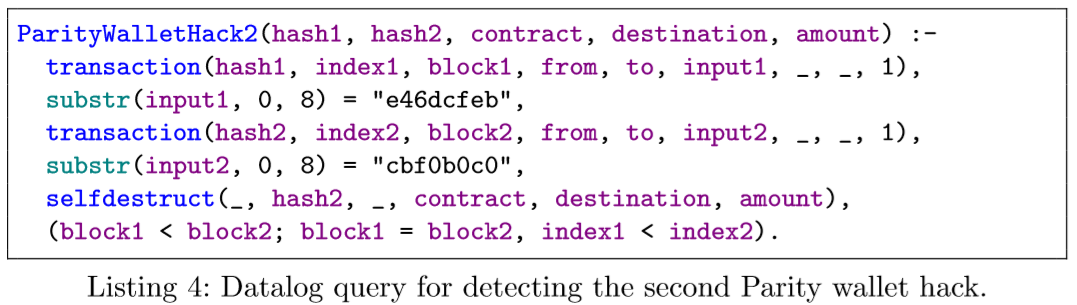 ParityWalletHack2(hash1, hash2, contract, destination, amount) :-
transaction(hash1, index1, block1, from, to, input1, _, _, 1),
substr(input1, 0, 8) = "e46dcfeb",
transaction(hash2, index2, block2, from, to, input2, _, _, 1),
substr(input2, 0, 8) = "cbf0b0c0",
selfdestruct(_, hash2, _, contract, destination, amount),
(block1 < block2; block1 = block2, index1 < index2).
Listing 4: Datalog query for detecting the second Parity wallet hack.